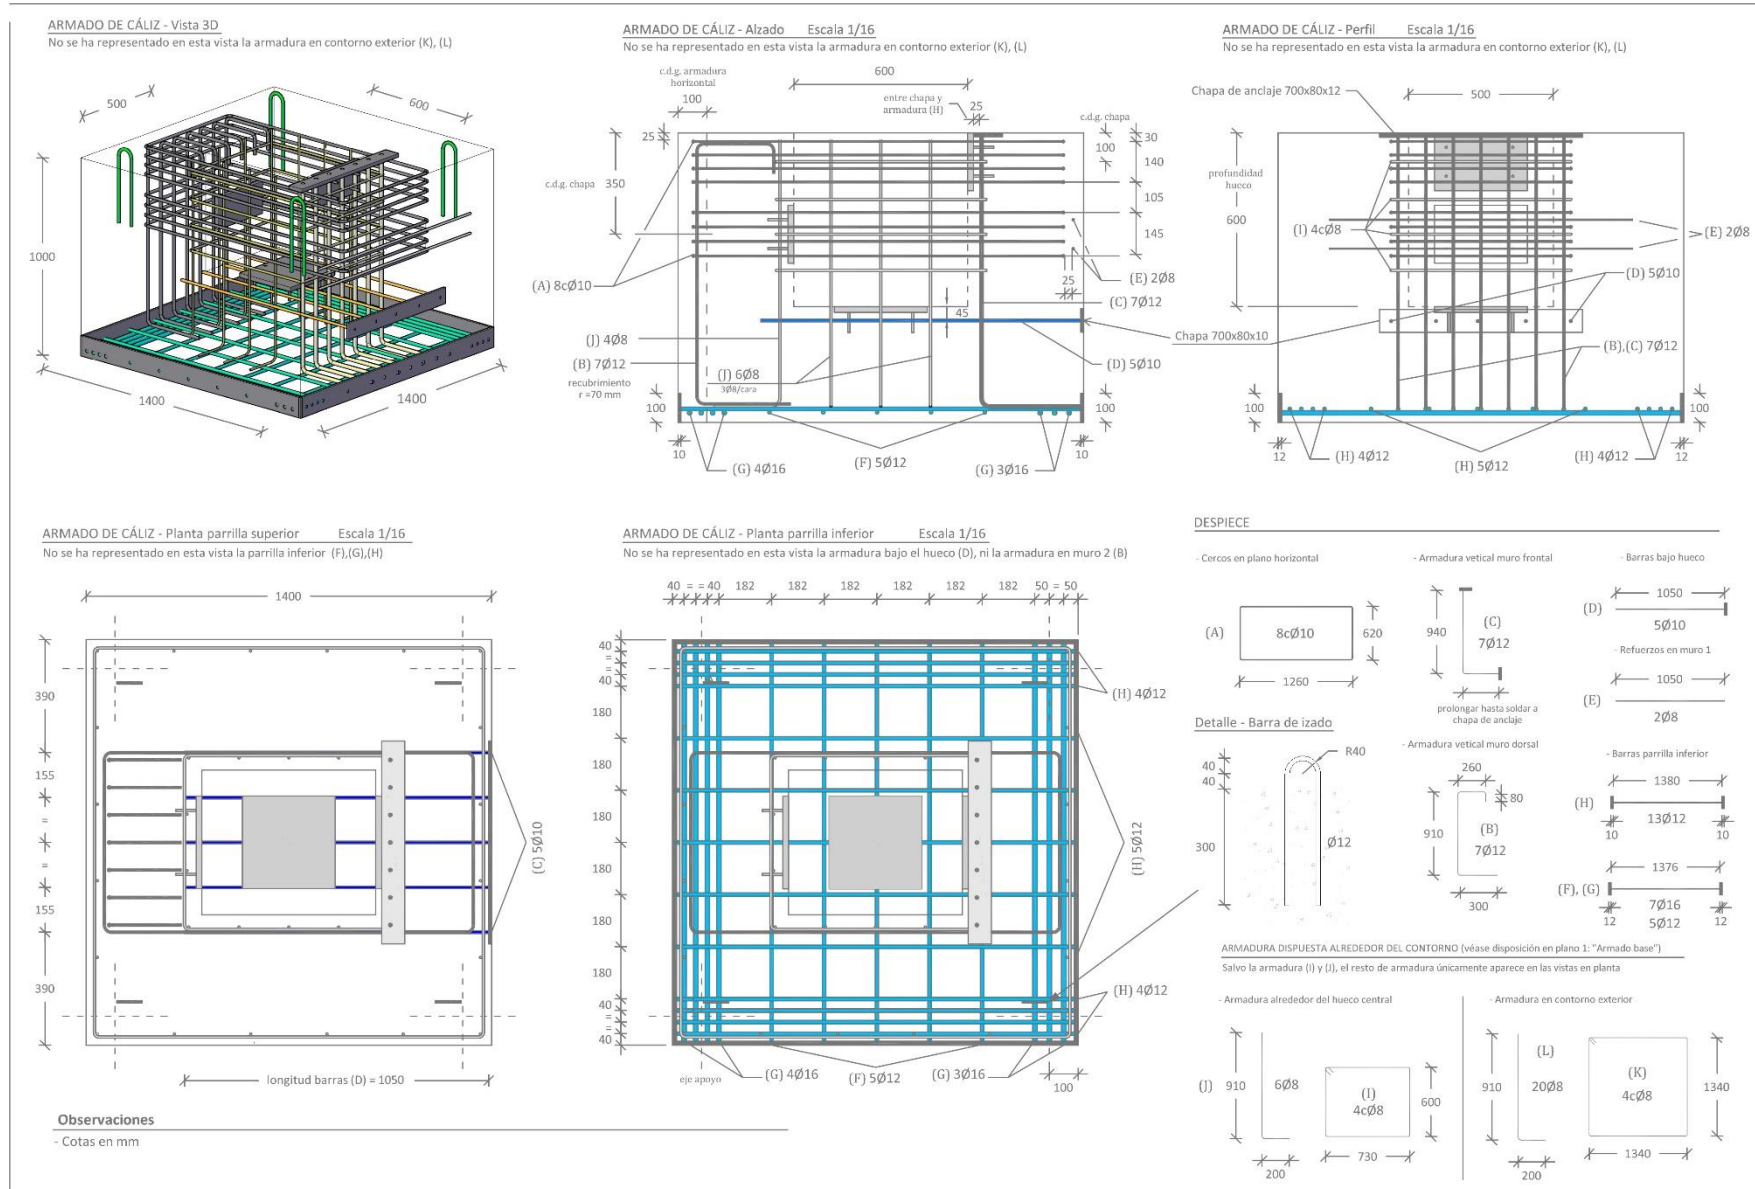 ARMADO DE CÁLIZ - Vista 3D
No se ha representado en esta vista la armadura en contorno exterior (K), (L)
500
600
1000
1400
1400
ARMADO DE CÁLIZ - Alzado Escala 1/16
No se ha representado en esta vista la armadura en contorno exterior (K), (L)
c.d.g. armadura
horizontal
100
600
entre chapa y
armadura (H)
25
c.d.g. chapa
25
100
30
140
c.d.g. chapa 350
105
145
(A) 8cØ10
(E) 2Ø8
25
(C) 7Ø12
45
(J) 4Ø8
Chapa 700x80x10
(B) 7Ø12
(J) 6Ø8
3Ø8/cara
(D) 5Ø10
recubrimiento
r =70 mm
100
100
10
10
(G) 4Ø16
(F) 5Ø12
(G) 3Ø16
ARMADO DE CÁLIZ - Perfil Escala 1/16
No se ha representado en esta vista la armadura en contorno exterior (K), (L)
Chapa de anclaje 700x80x12
500
profundidad
hueco
600
(I) 4cØ8
(E) 2Ø8
(D) 5Ø10
(B),(C) 7Ø12
100
100
12
12
(H) 4Ø12
(H) 5Ø12
(H) 4Ø12
ARMADO DE CÁLIZ - Planta parrilla superior Escala 1/16
No se ha representado en esta vista la parrilla inferior (F),(G),(H)
1400
390
155
=
=
155
390
(C) 5Ø10
longitud barras (D) = 1050
Observaciones
- Cotas en mm
ARMADO DE CÁLIZ - Planta parrilla inferior Escala 1/16
No se ha representado en esta vista la armadura bajo el hueco (D), ni la armadura en muro 2 (B)
40 = = 40 182 182 182 182 182 182 50 = 50
40
=
=
40
180
180
180
180
180
180
40
=
=
40
(H) 4Ø12
(H) 5Ø12
(H) 4Ø12
eje apoyo
(G) 4Ø16
(F) 5Ø12
(G) 3Ø16
100
DESPIECE
- Cercos en plano horizontal
(A)
8cØ10
620
1260
- Armadura vetical muro frontal
940
(C)
7Ø12
prolongar hasta soldar a
chapa de anclaje
- Barras bajo hueco
1050
(D)
5Ø10
- Refuerzos en muro 1
1050
(E)
2Ø8
Detalle - Barra de izado
R40
40
40
300
Ø12
- Armadura vetical muro dorsal
260
80
910
(B)
7Ø12
300
- Barras parrilla inferior
1380
(H)
13Ø12
10
10
1376
(F), (G)
7Ø16
12
5Ø12
12
ARMADURA DISPUESTA ALREDEDOR DEL CONTORNO (véase disposición en plano 1: "Armado base")
Salvo la armadura (I) y (J), el resto de armadura únicamente aparece en las vistas en planta
- Armadura alrededor del hueco central
(J)
910
6Ø8
200
(I)
4cØ8
600
730
- Armadura en contorno exterior
(L)
910
20Ø8
200
(K)
4cØ8
1340
1340